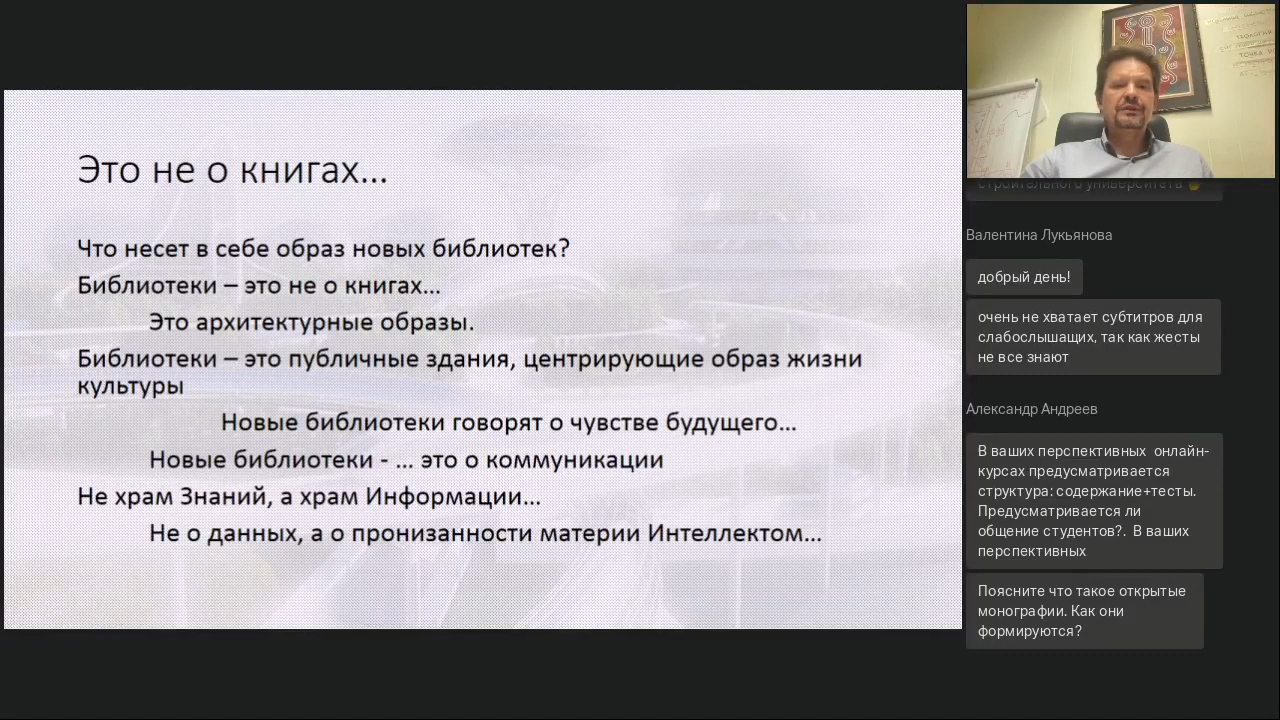 Это не о книгах...
Что несет в себе образ новых библиотек?
Библиотеки – это не о книгах...
Это архитектурные образы.
Библиотеки – это публичные здания, центрирующие образ жизни
культуры
Новые библиотеки говорят о чувстве будущего...
Новые библиотеки - ... это о коммуникации
Не храм Знаний, а храм Информации...
Не о данных, а о пронизанности материи Интеллектом...
строительного университета
Валентина Лукьянова
добрый день!
очень не хватает субтитров для
слабослышащих, так как жесты
не все знают
Александр Андреев
В ваших перспективных онлайн-
курсах предусматривается
структура: содержание+тесты.
Предусматривается ли
общение студентов?. В ваших
перспективных
Поясните что такое открытые
монографии. Как они
формируются?